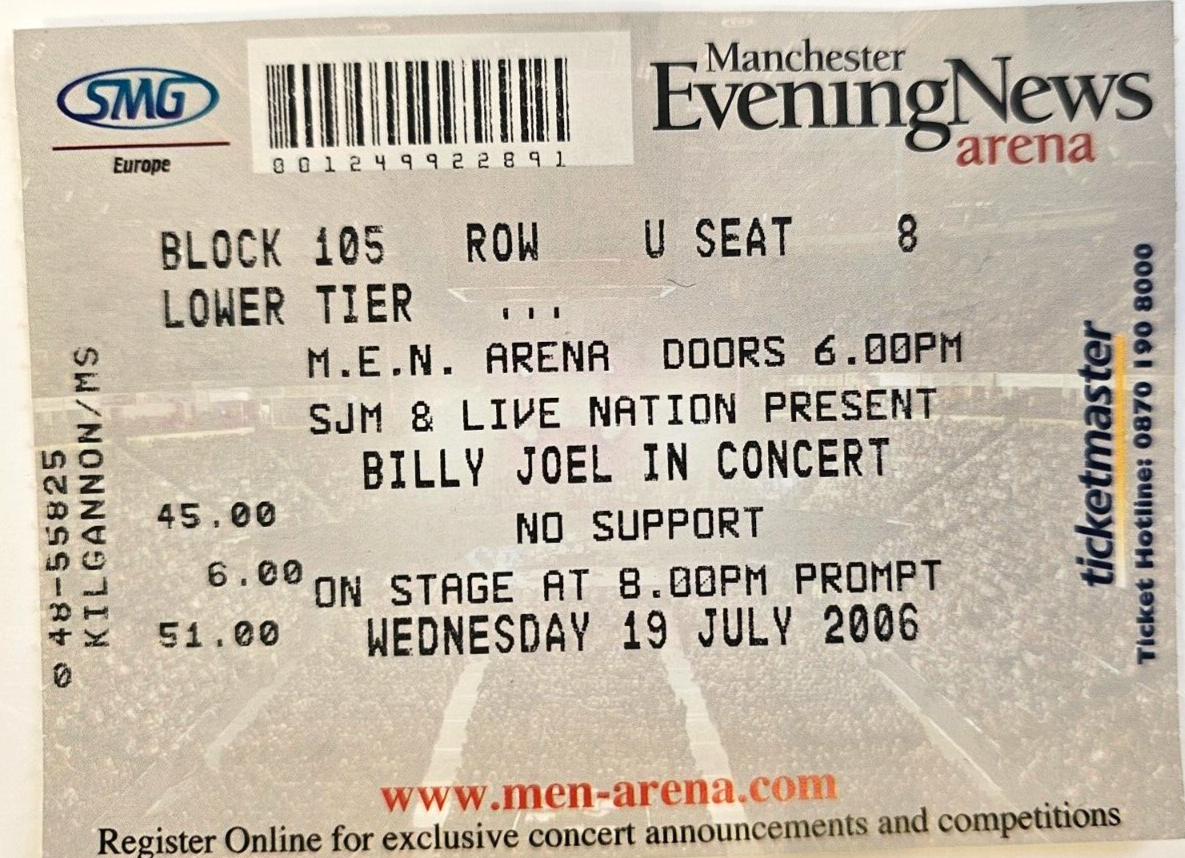 SMG
Europe
001249922891
Manchester
EveningNews
arena
BLOCK 105 ROW U SEAT 8
LOWER TIER ...
M.E.N. ARENA DOORS 6.00PM
SJM & LIVE NATION PRESENT
BILLY JOEL IN CONCERT
45.00 NO SUPPORT
6.00 ON STAGE AT 8.00PM PROMPT
51.00 WEDNESDAY 19 JULY 2006
048-55825
KILGANNON/MS
ticketmaster
Ticket Hotline: 0870 190 8000
www.men-arena.com
Register Online for exclusive concert announcements and competitions